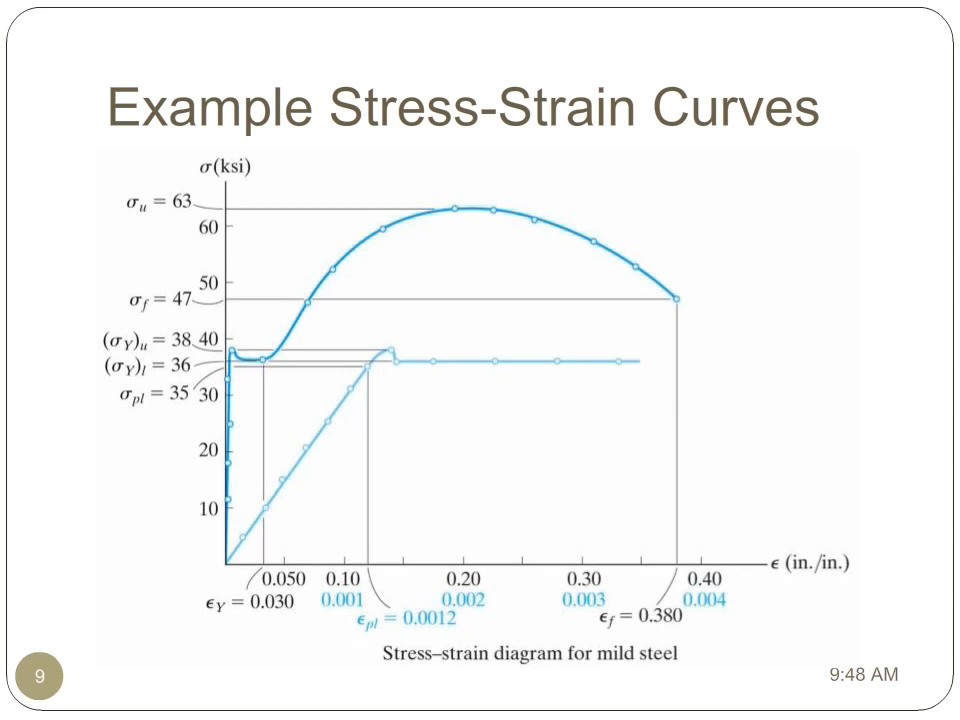 Example Stress-Strain Curves
σ(ksi)
σu = 63
60
50
σf = 47
(σY)u = 38 40
(σY)l = 36
σpl = 35 30
20
10
ϵ (in./in.)
0.050 0.10 0.20 0.30 0.40
ϵY = 0.030 0.001 0.002 0.003 0.004
ϵpl = 0.0012 ϵf = 0.380
Stress–strain diagram for mild steel
9
9:48 AM